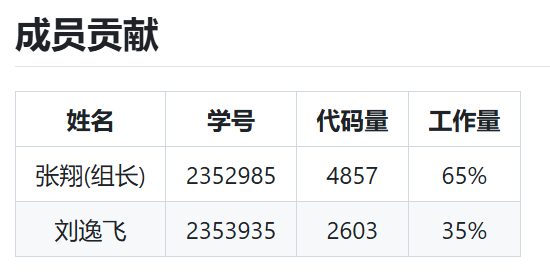 成员贡献
姓名 学号 代码量 工作量
张翔(组长) 2352985 4857 65%
刘逸飞 2353935 2603 35%